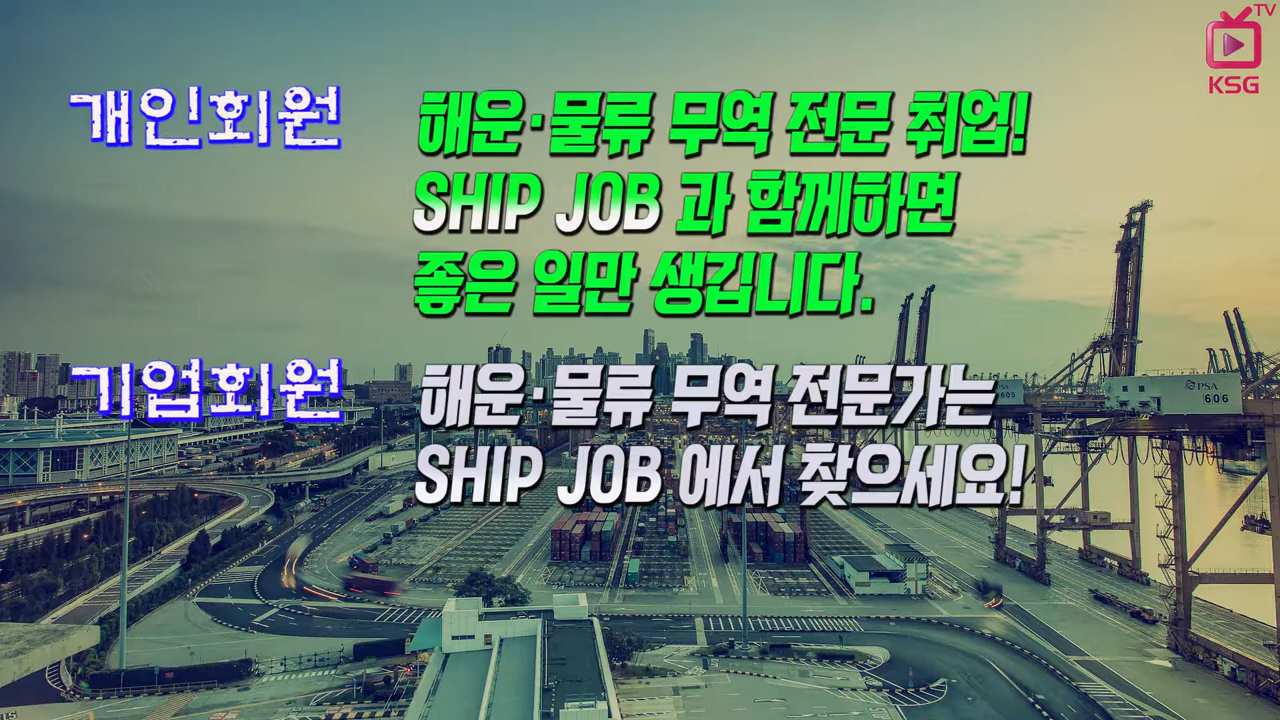 TV
KSG
개인회원
해운·물류 무역 전문 취업!
SHIP JOB 과 함께하면
좋은 일만 생깁니다.
기업회원
해운·물류 무역 전문가는
SHIP JOB 에서 찾으세요!
605
PSA
606